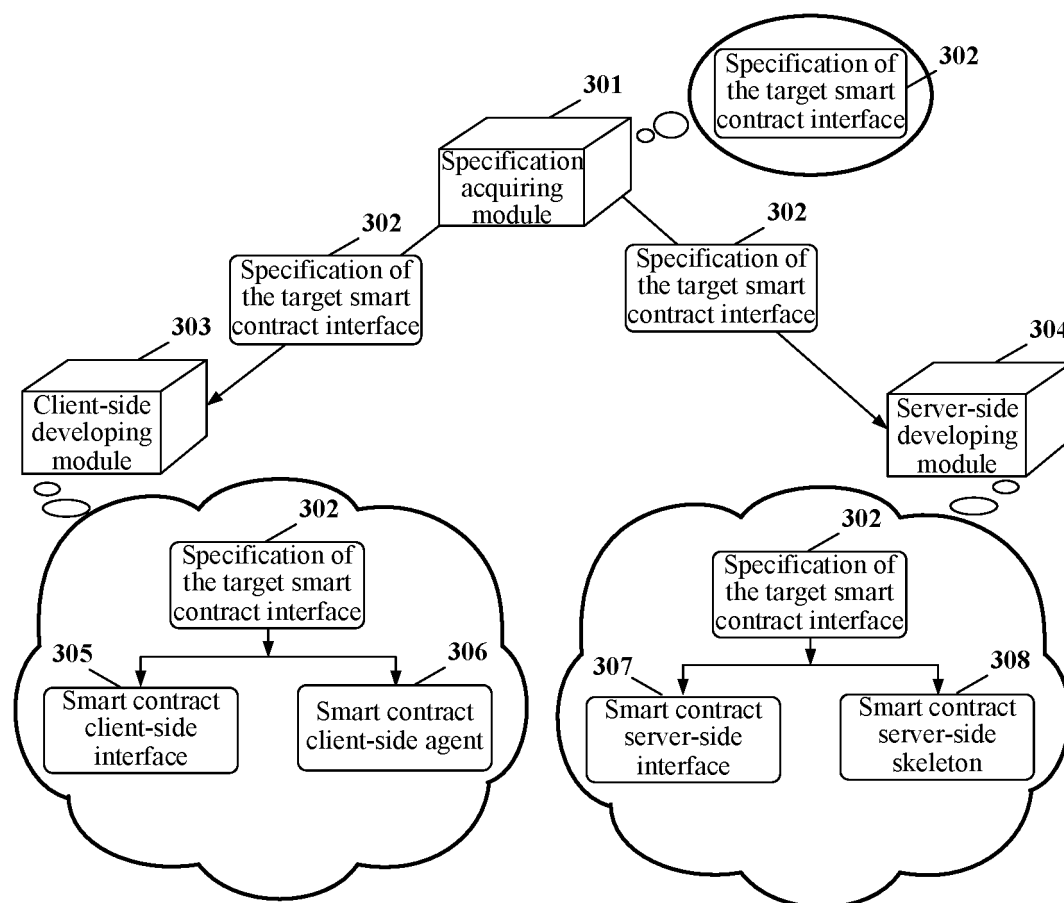 302
Specification of
the target smart
contract interface
301
Specification
acquiring
module
302
Specification of
the target smart
contract interface
302
Specification of
the target smart
contract interface
303
Client-side
developing
module
304
Server-side
developing
module
302
Specification of
the target smart
contract interface
305
Smart contract
client-side
interface
306
Smart contract
client-side agent
302
Specification of
the target smart
contract interface
307
Smart contract
server-side
interface
308
Smart contract
server-side
skeleton